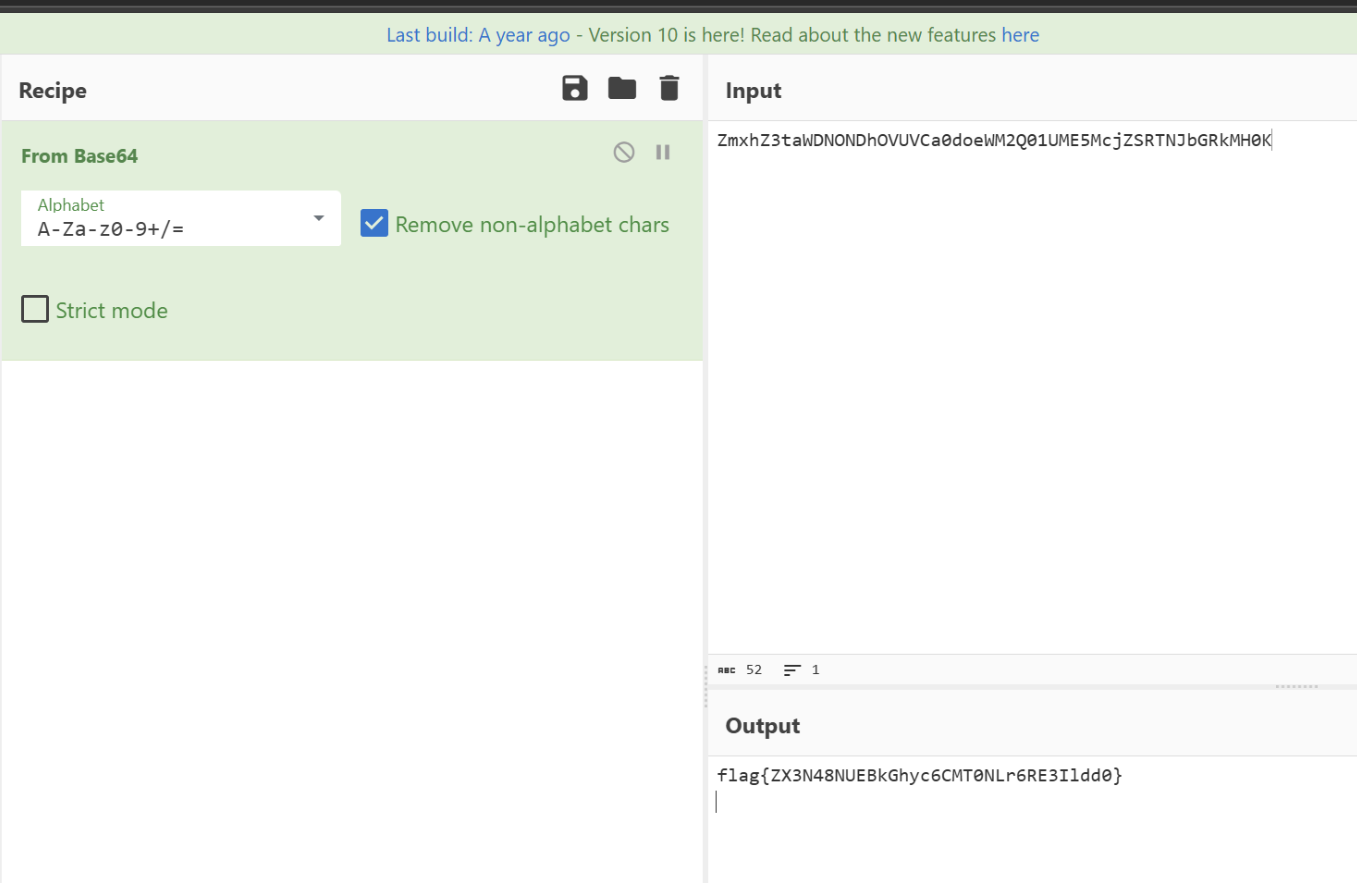 Last build: A year ago - Version 10 is here! Read about the new features here
Recipe
From Base64
Alphabet
A-Za-z0-9+/=
Remove non-alphabet chars
Strict mode
Input
ZmxhZ3taWDNONDhOVUVCa0doeWM2Q01UME5McjZSRTNJbGRkMH0K
ABC 52 1
Output
flag{ZX3N48NUEBkGhyc6CMT0NLr6RE3Ildd0}